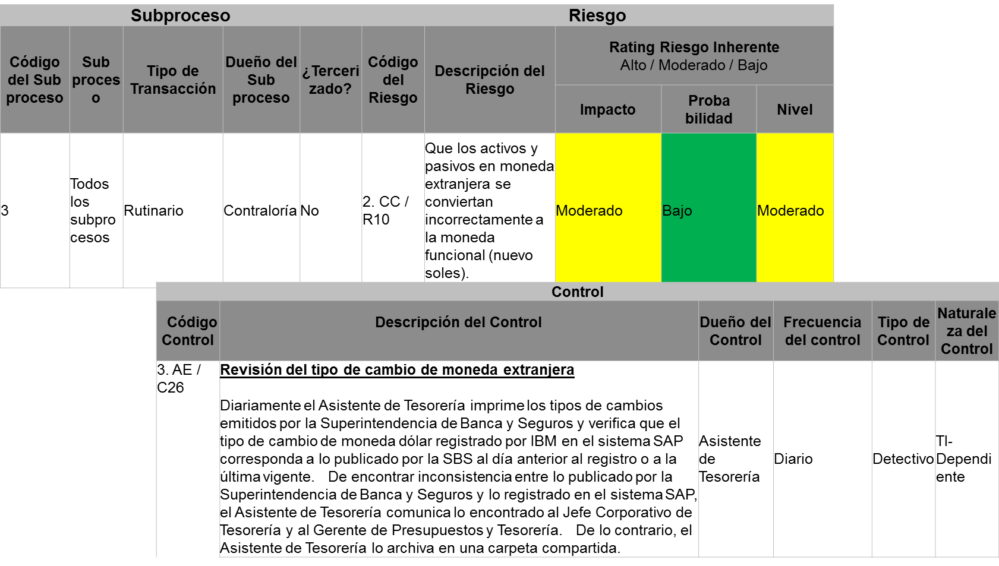 Subproceso
Riesgo
Código
del Sub
proceso
Sub
proces
o
Tipo de
Transacción
Dueño del
Sub
proceso
¿Terceri
zado?
Código
del
Riesgo
Descripción del
Riesgo
Rating Riesgo Inherente
Alto / Moderado / Bajo
Impacto
Proba
bilidad
Nivel
3
Todos
los
subpro
cesos
Rutinario
Contraloría
No
2. CC /
R10
Que los activos y
pasivos en moneda
extranjera se
conviertan
incorrectamente a
la moneda
funcional (nuevo
soles).
Moderado
Bajo
Moderado
Control
Código
Control
Descripción del Control
Dueño del
Control
Frecuencia
del control
Tipo de
Control
Naturale
za del
Control
3. AE /
C26
Revisión del tipo de cambio de moneda extranjera
Diariamente el Asistente de Tesorería imprime los tipos de cambios
emitidos por la Superintendencia de Banca y Seguros y verifica que el
tipo de cambio de moneda dólar registrado por IBM en el sistema SAP
corresponda a lo publicado por la SBS al día anterior al registro o a la
última vigente. De encontrar inconsistencia entre lo publicado por la
Superintendencia de Banca y Seguros y lo registrado en el sistema SAP,
el Asistente de Tesorería comunica lo encontrado al Jefe Corporativo de
Tesorería y al Gerente de Presupuestos y Tesorería. De lo contrario, el
Asistente de Tesorería lo archiva en una carpeta compartida.
Asistente
de
Tesorería
Diario
Detectivo
TI-
Dependi
ente